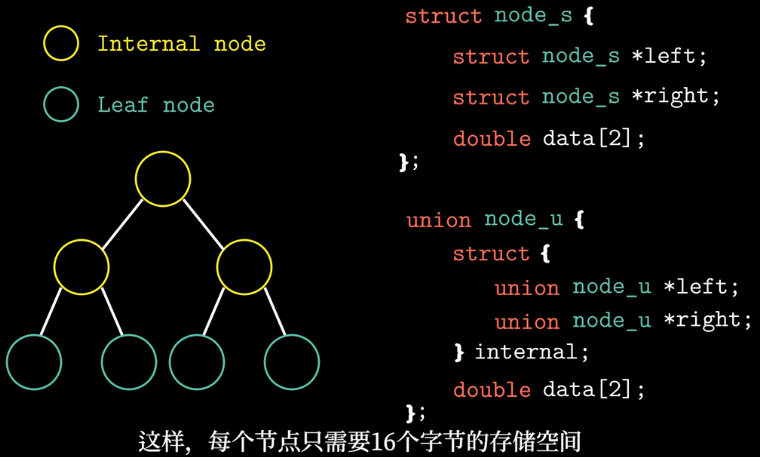 Internal node
Leaf node
struct node_s {
struct node_s *left;
struct node_s *right;
double data[2];
};
union node_u {
struct {
union node_u *left;
union node_u *right;
} internal;
double data[2];
};
这样，每个节点只需要16个字节的存储空间